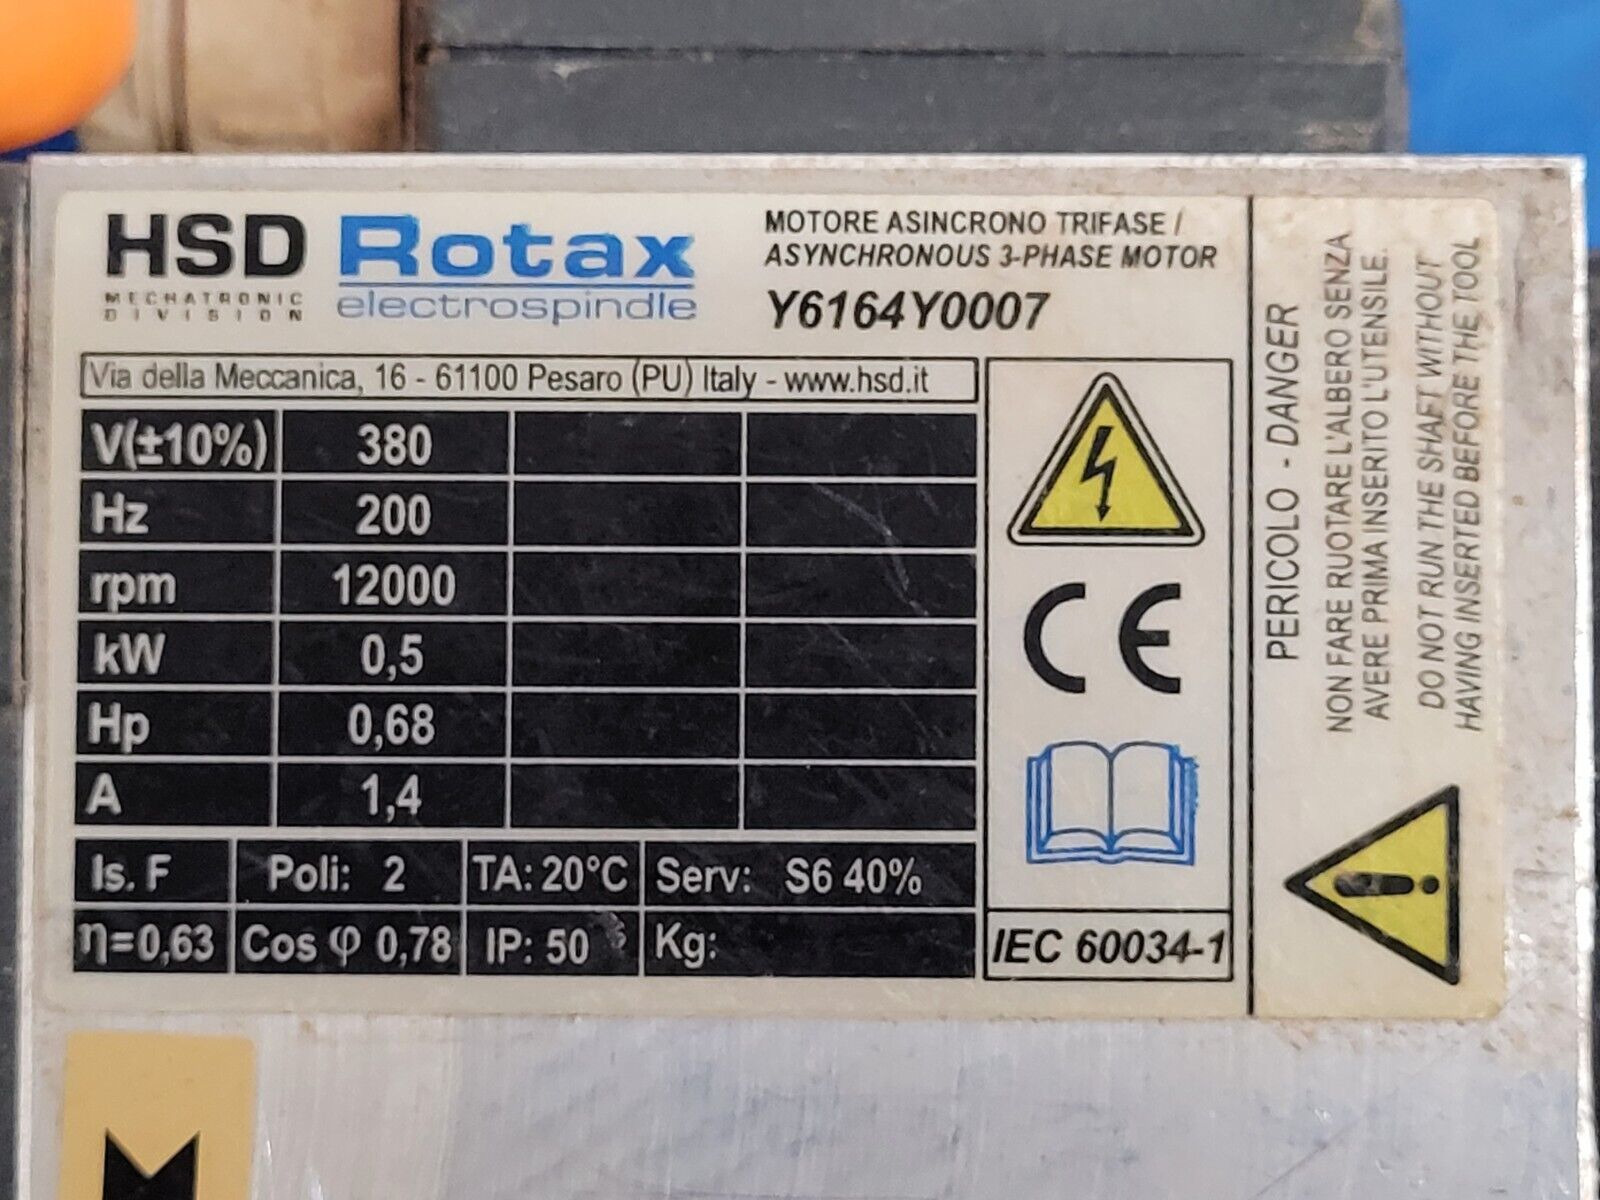 HSD Rotax
MECHATRONIC
DIVISION
electrospindle
MOTORE ASINCRONO TRIFASE /
ASYNCHRONOUS 3-PHASE MOTOR
Y6164Y0007
Via della Meccanica, 16 - 61100 Pesaro (PU) Italy - www.hsd.it
V(±10%) 380
Hz 200
rpm 12000
kW 0,5
Hp 0,68
A 1,4
Is. F Poli: 2 TA: 20°C Serv: S6 40%
η=0,63 Cos φ 0,78 IP: 50 Kg:
CE
IEC 60034-1
PERICOLO - DANGER
NON FARE RUOTARE L'ALBERO SENZA
AVERE PRIMA INSERITO L'UTENSILE.
DO NOT RUN THE SHAFT WITHOUT
HAVING INSERTED BEFORE THE TOOL